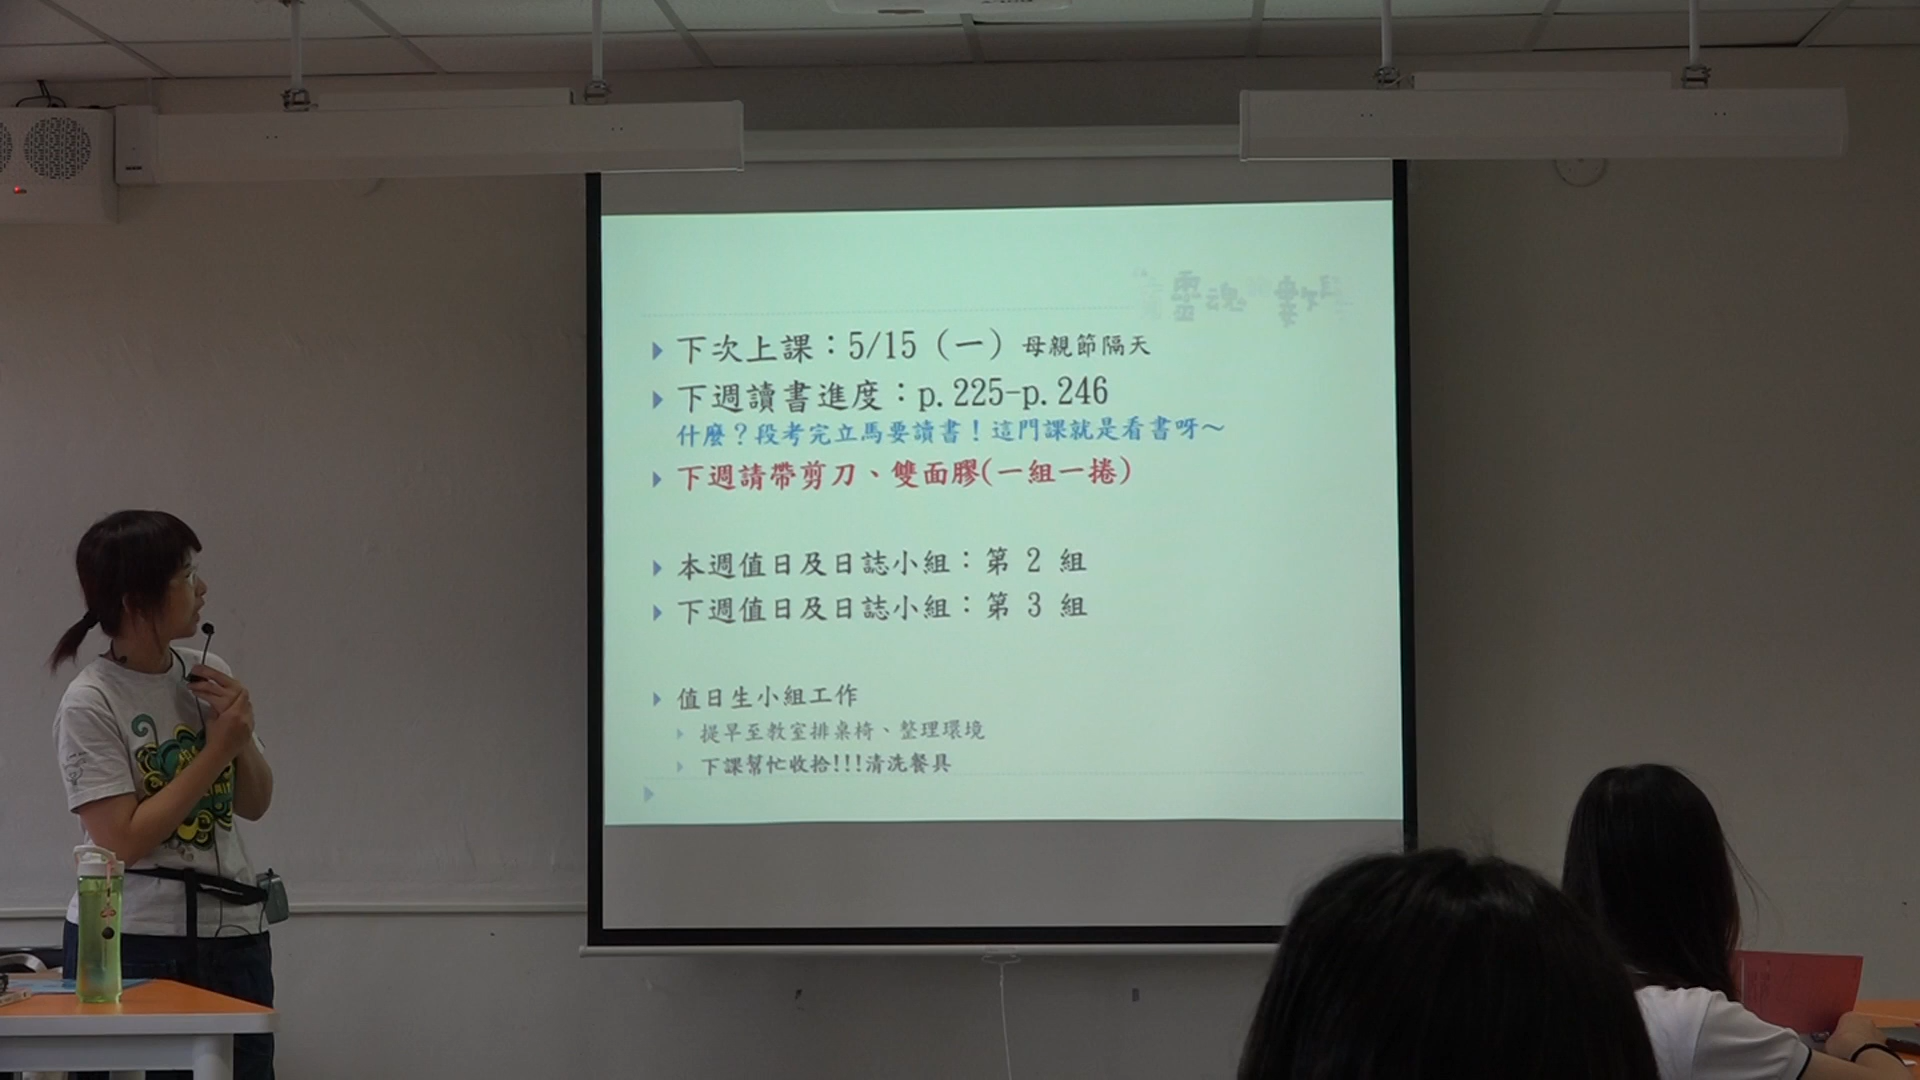 靈魂 數學
下次上課：5/15（一）母親節隔天
下週讀書進度：p.225-p.246
什麼？段考完立馬要讀書！這門課就是看書呀～
下週請帶剪刀、雙面膠(一組一捲)
本週值日及日誌小組：第 2 組
下週值日及日誌小組：第 3 組
值日生小組工作
提早至教室排桌椅、整理環境
下課幫忙收拾!!!清洗餐具